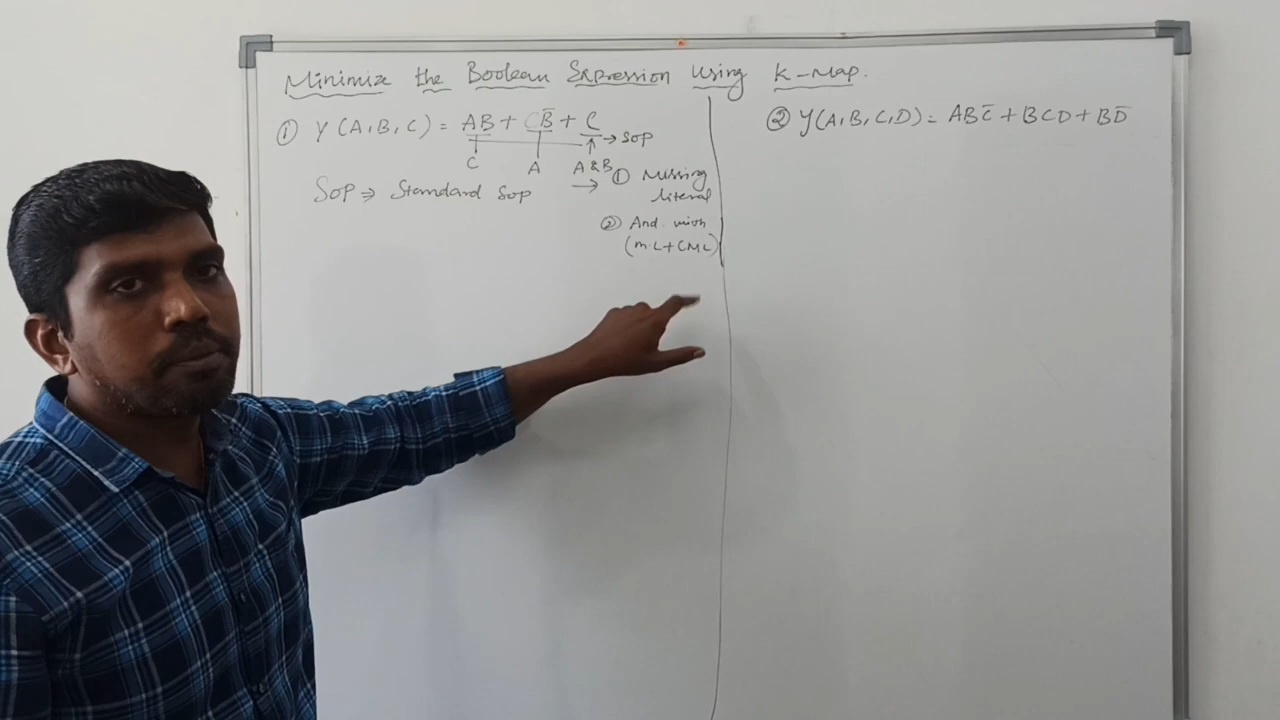 Minimize the Boolean Expression Using K-Map.
① Y(A,B,C) = AB + CB̅ + C → SOP
C A A & B
SOP ⇒ Standard SOP → ① Missing
literal
② And with
(M.L + CML)
② Y(A,B,C,D) = ABC̅ + BCD + BD̅